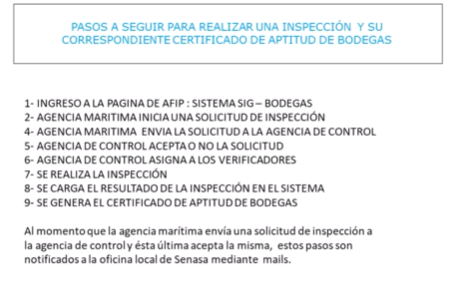 PASOS A SEGUIR PARA REALIZAR UNA INSPECCIÓN Y SU
CORRESPONDIENTE CERTIFICADO DE APTITUD DE BODEGAS
1- INGRESO A LA PAGINA DE AFIP : SISTEMA SIG – BODEGAS
2- AGENCIA MARITIMA INICIA UNA SOLICITUD DE INSPECCIÓN
4- AGENCIA MARITIMA ENVIA LA SOLICITUD A LA AGENCIA DE CONTROL
5- AGENCIA DE CONTROL ACEPTA O NO LA SOLICITUD
6- AGENCIA DE CONTROL ASIGNA A LOS VERIFICADORES
7- SE REALIZA LA INSPECCIÓN
8- SE CARGA EL RESULTADO DE LA INSPECCIÓN EN EL SISTEMA
9- SE GENERA EL CERTIFICADO DE APTITUD DE BODEGAS
Al momento que la agencia marítima envía una solicitud de inspección a
la agencia de control y ésta última acepta la misma, estos pasos son
notificados a la oficina local de Senasa mediante mails.